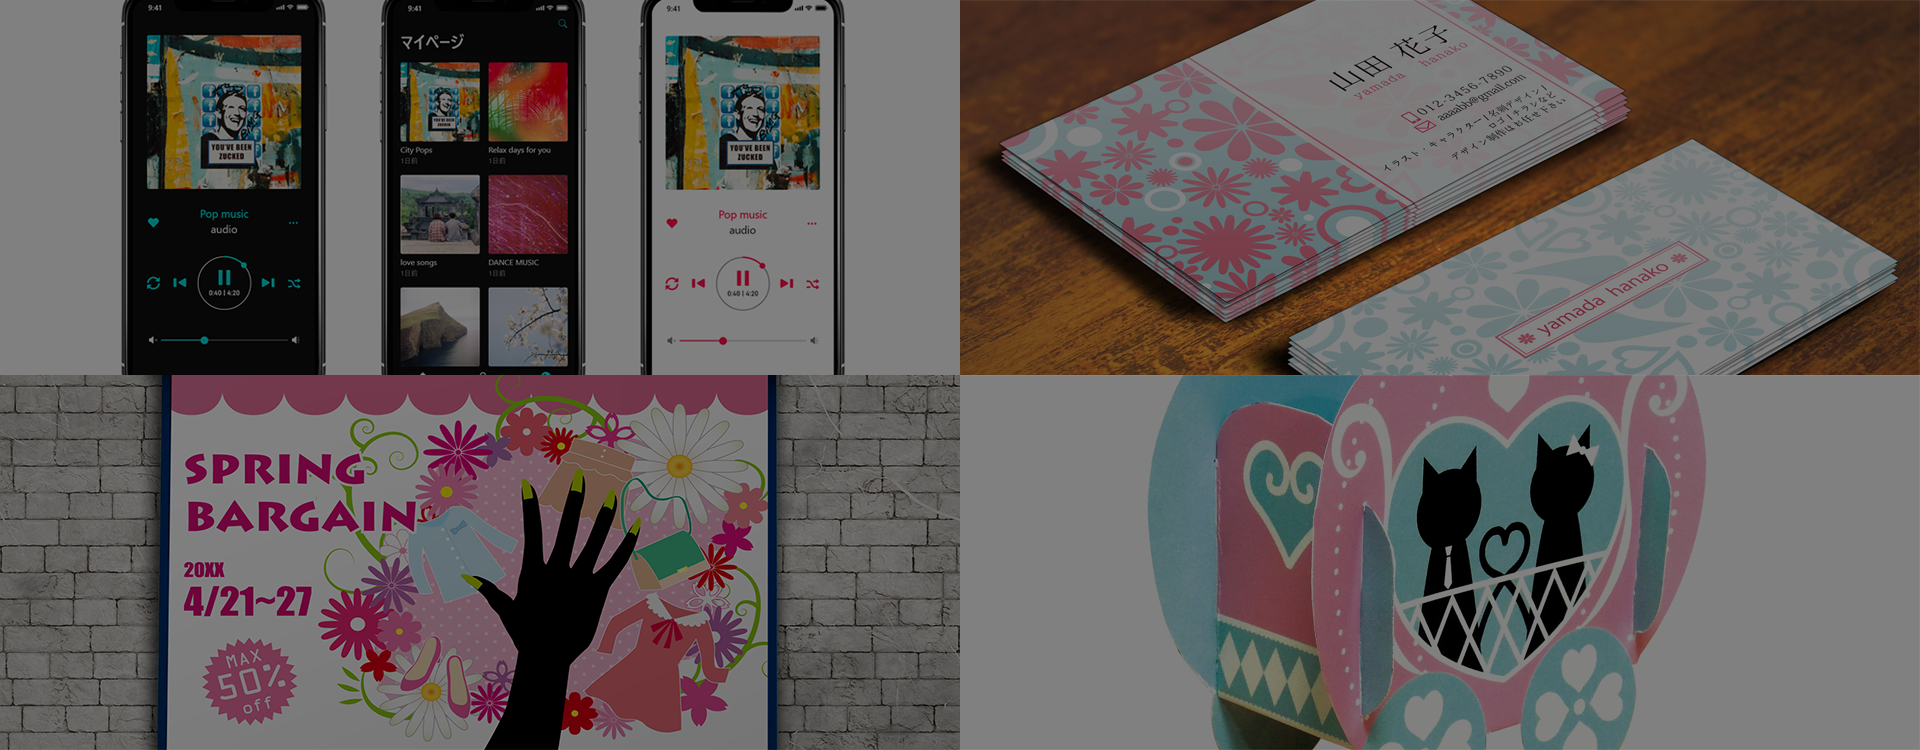 9:41
YOU'VE BEEN
ZUCKED
Pop music
audio
0:40 | 4:20
9:41
マイページ
YOU'VE BEEN
ZUCKED
City Pops
1日前
Relax days for you
1日前
love songs
1日前
DANCE MUSIC
1日前
9:41
YOU'VE BEEN
ZUCKED
Pop music
audio
0:40 | 4:20
山田 花子
yamada hanako
012-3456-7890
aaabb@gmail.com
イラスト・キャラクター｜名刺デザイン｜
ロゴ｜チラシなど
デザイン制作はお任せ下さい
yamada hanako
SPRING
BARGAIN
20XX
4/21~27
MAX
50%
off